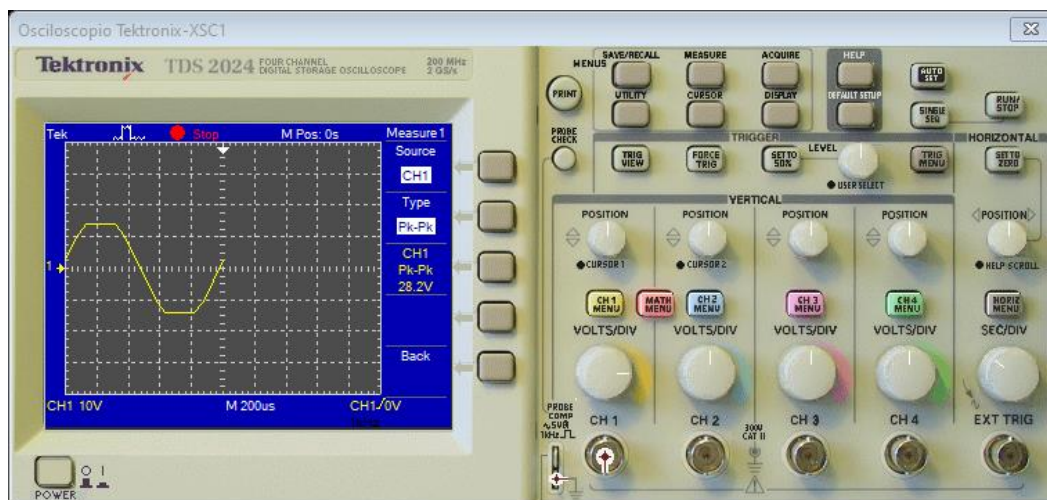 Osciloscopio Tektronix-XSC1
Tektronix TDS 2024 FOUR CHANNEL DIGITAL STORAGE OSCILLOSCOPE 200 MHz 2 GS/s
Tek Stop M Pos: 0s Measure1
Source
CH1
Type
Pk-Pk
CH1
Pk-Pk
28.2V
Back
1
CH1 10V M 200us CH1 0V
POWER
MENUS
SAVE/RECALL MEASURE ACQUIRE HELP
PRINT
UTILITY CURSOR DISPLAY DEFAULT SETUP
AUTO SET
SINGLE SEQ
RUN/STOP
PROBE CHECK
TRIGGER
HORIZONTAL
TRIG VIEW
FORCE TRIG
SET TO 50%
LEVEL
USER SELECT
TRIG MENU
SET TO ZERO
VERTICAL
POSITION POSITION POSITION POSITION POSITION
CURSOR 1 CURSOR 2 HELP SCROLL
CH 1 MENU
MATH MENU
CH 2 MENU
CH 3 MENU
CH 4 MENU
HORIZ MENU
VOLTS/DIV VOLTS/DIV VOLTS/DIV VOLTS/DIV SEC/DIV
PROBE COMP
1kHz
CH 1 CH 2 CH 3 CH 4 EXT TRIG
300V
CAT II